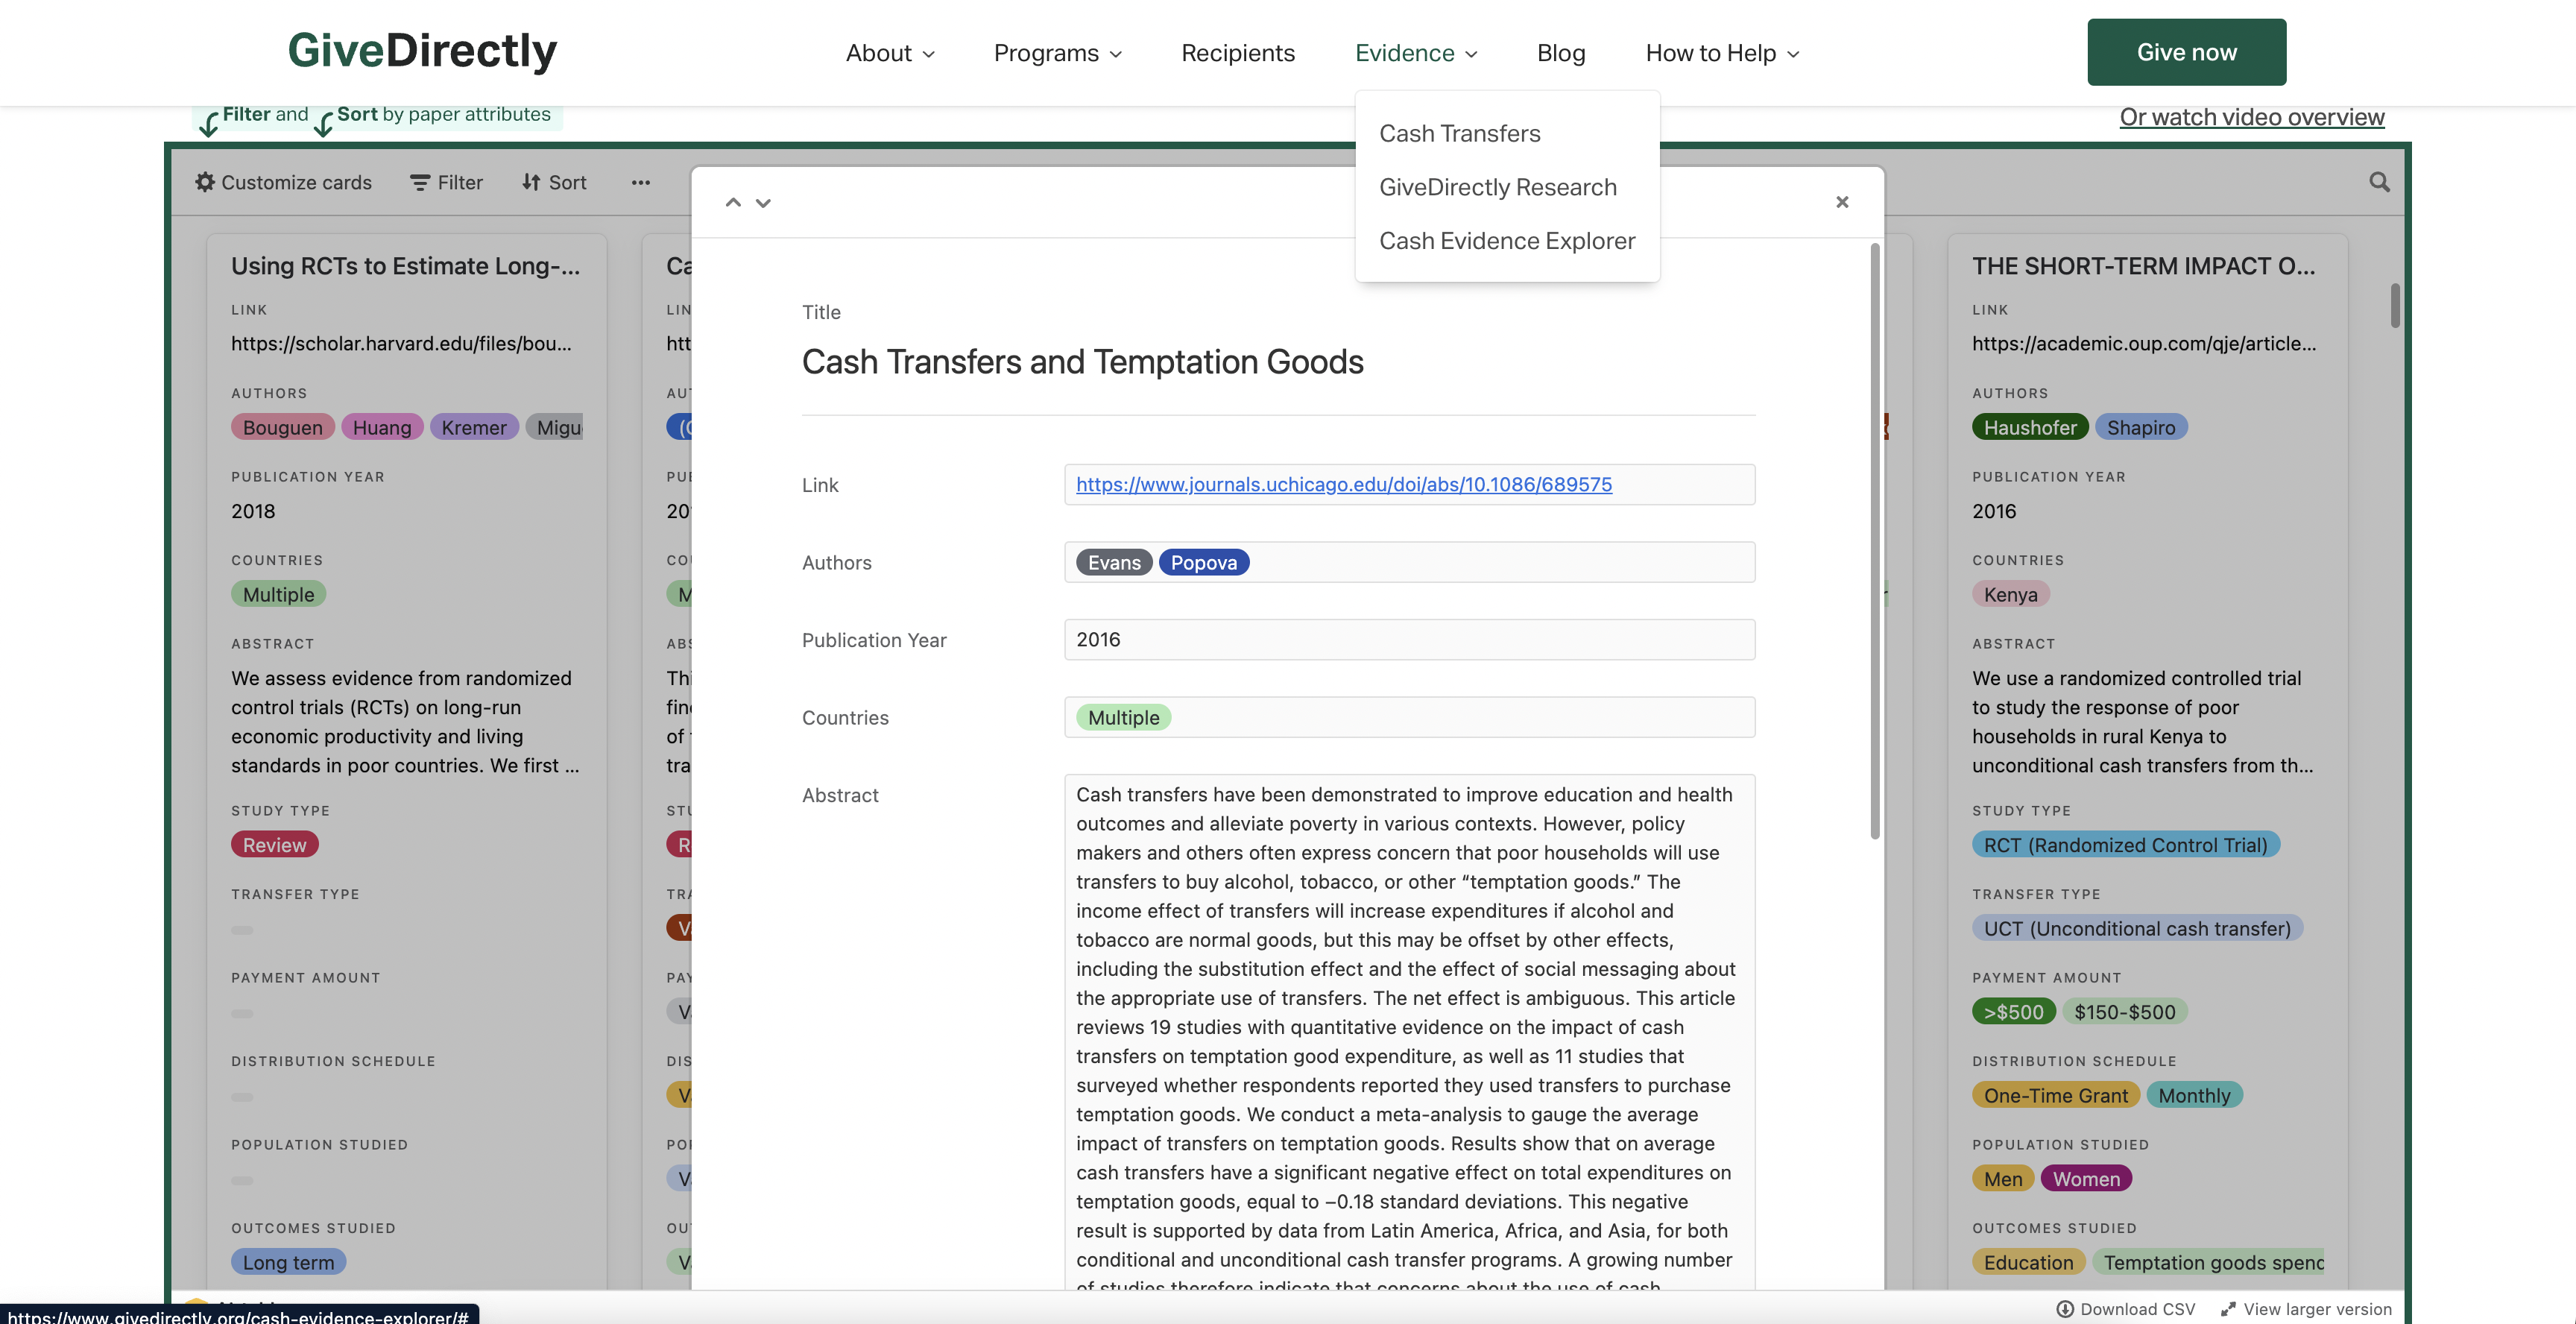 GiveDirectly
About
Programs
Recipients
Evidence
Blog
How to Help
Give now
Cash Transfers
GiveDirectly Research
Cash Evidence Explorer
Filter and Sort by paper attributes
Or watch video overview
Customize cards
Filter
Sort
Using RCTs to Estimate Long-...
LINK
https://scholar.harvard.edu/files/bou...
AUTHORS
Bouguen Huang Kremer Migu
PUBLICATION YEAR
2018
COUNTRIES
Multiple
ABSTRACT
We assess evidence from randomized
control trials (RCTs) on long-run
economic productivity and living
standards in poor countries. We first ...
STUDY TYPE
Review
TRANSFER TYPE
PAYMENT AMOUNT
DISTRIBUTION SCHEDULE
POPULATION STUDIED
OUTCOMES STUDIED
Long term
Title
Cash Transfers and Temptation Goods
Link
https://www.journals.uchicago.edu/doi/abs/10.1086/689575
Authors
Evans Popova
Publication Year
2016
Countries
Multiple
Abstract
Cash transfers have been demonstrated to improve education and health
outcomes and alleviate poverty in various contexts. However, policy
makers and others often express concern that poor households will use
transfers to buy alcohol, tobacco, or other “temptation goods.” The
income effect of transfers will increase expenditures if alcohol and
tobacco are normal goods, but this may be offset by other effects,
including the substitution effect and the effect of social messaging about
the appropriate use of transfers. The net effect is ambiguous. This article
reviews 19 studies with quantitative evidence on the impact of cash
transfers on temptation good expenditure, as well as 11 studies that
surveyed whether respondents reported they used transfers to purchase
temptation goods. We conduct a meta-analysis to gauge the average
impact of transfers on temptation goods. Results show that on average
cash transfers have a significant negative effect on total expenditures on
temptation goods, equal to −0.18 standard deviations. This negative
result is supported by data from Latin America, Africa, and Asia, for both
conditional and unconditional cash transfer programs. A growing number
of studies therefore indicate that concerns about the use of cash
THE SHORT-TERM IMPACT O...
LINK
https://academic.oup.com/qje/article...
AUTHORS
Haushofer Shapiro
PUBLICATION YEAR
2016
COUNTRIES
Kenya
ABSTRACT
We use a randomized controlled trial
to study the response of poor
households in rural Kenya to
unconditional cash transfers from th...
STUDY TYPE
RCT (Randomized Control Trial)
TRANSFER TYPE
UCT (Unconditional cash transfer)
PAYMENT AMOUNT
>$500 $150-$500
DISTRIBUTION SCHEDULE
One-Time Grant Monthly
POPULATION STUDIED
Men Women
OUTCOMES STUDIED
Education Temptation goods spend
Download CSV
View larger version
https://www.givedirectly.org/cash-evidence-explorer/#